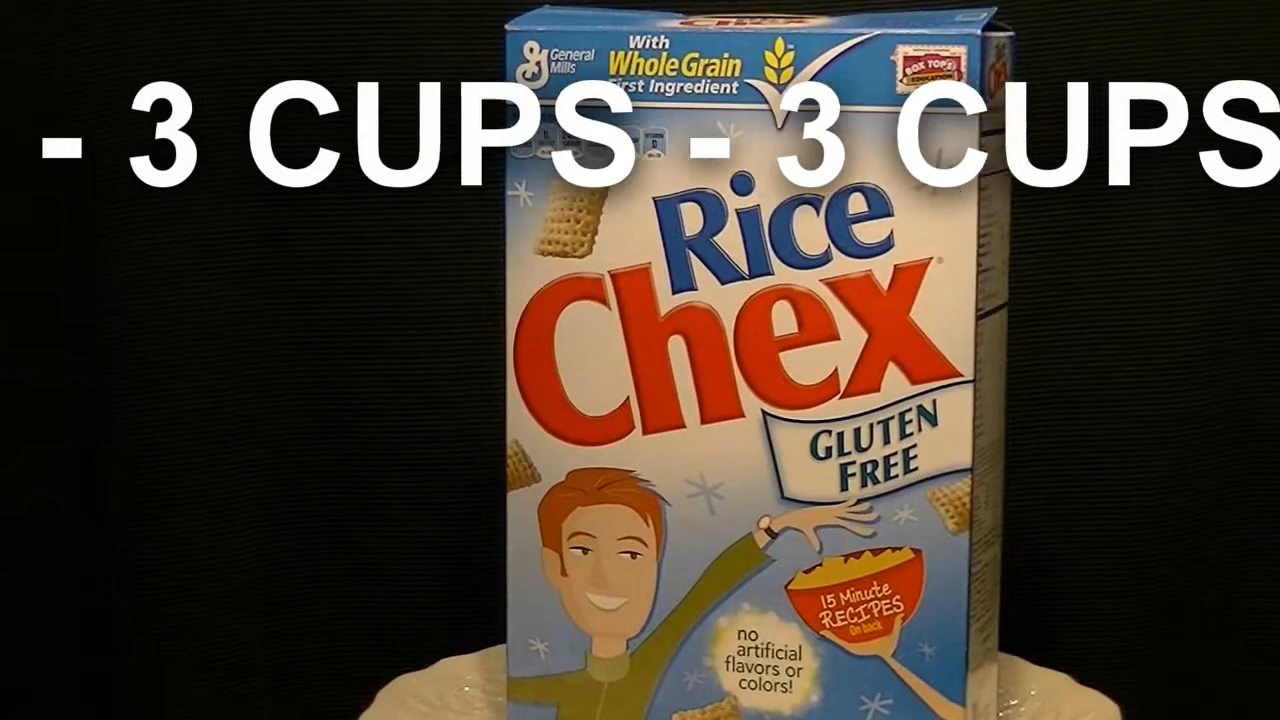 General
Mills
With
Whole Grain
First Ingredient
BOX TOPS
EDUCATION
- 3 CUPS - 3 CUPS
Rice
Chex
GLUTEN
FREE
15 Minute
RECIPES
On back
no
artificial
flavors or
colors!